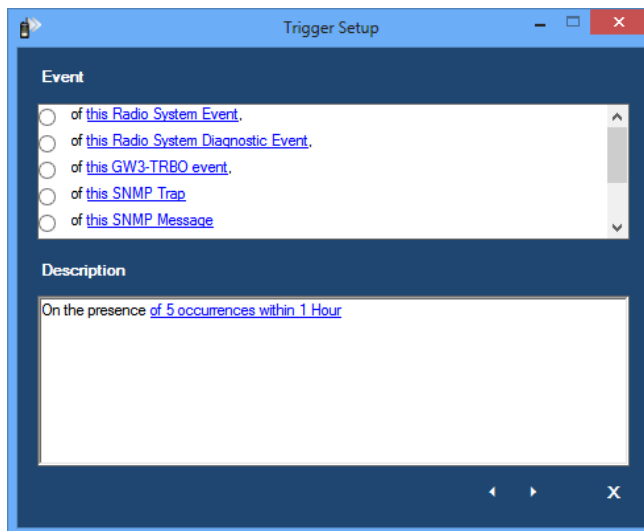 Trigger Setup
Event
of this Radio System Event,
of this Radio System Diagnostic Event,
of this GW3-TRBO event,
of this SNMP Trap
of this SNMP Message
Description
On the presence of 5 occurrences within 1 Hour
X